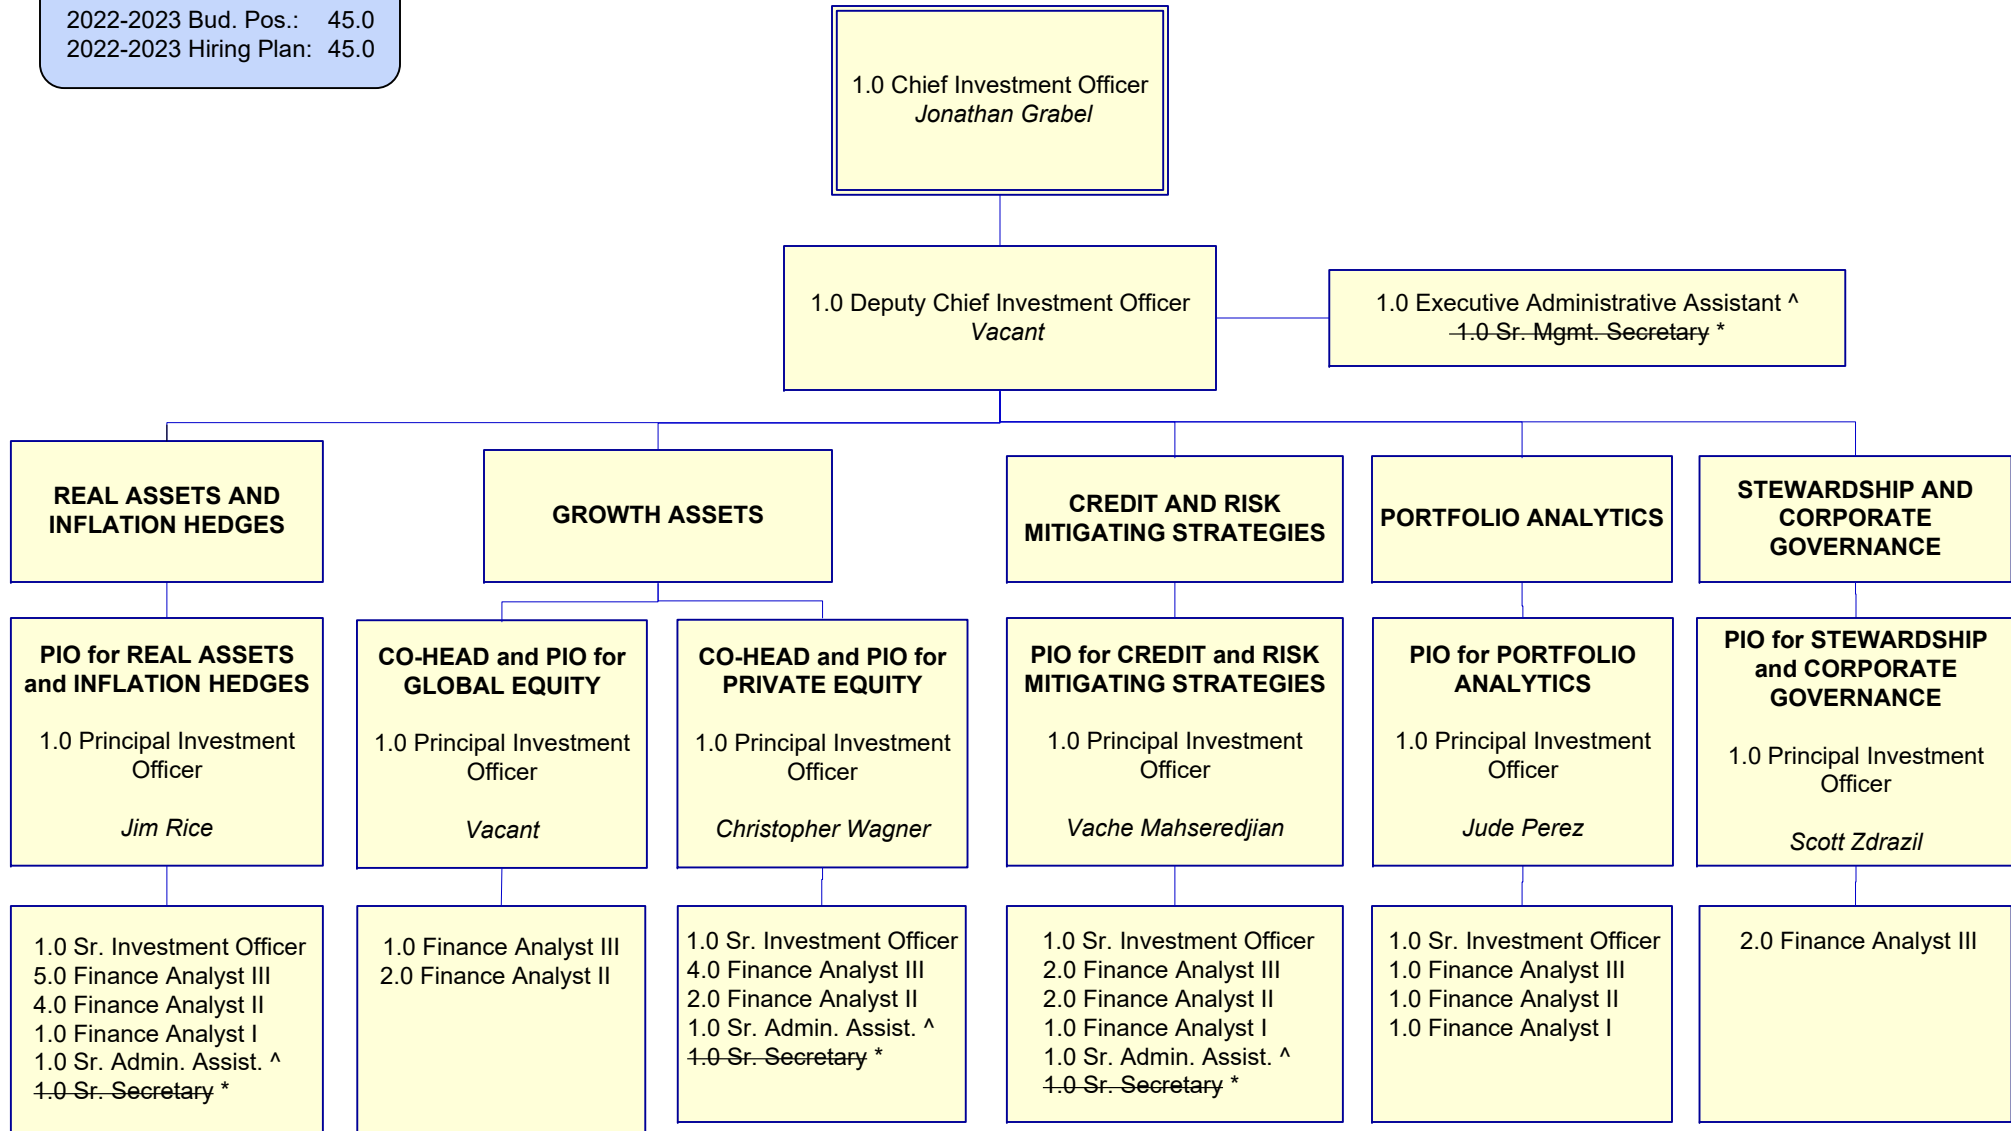 2022-2023 Bud. Pos.: 45.0
2022-2023 Hiring Plan: 45.0
1.0 Chief Investment Officer
Jonathan Grabel
1.0 Deputy Chief Investment Officer
Vacant
1.0 Executive Administrative Assistant ^
1.0 Sr. Mgmt. Secretary *
REAL ASSETS AND
INFLATION HEDGES
GROWTH ASSETS
CREDIT AND RISK
MITIGATING STRATEGIES
PORTFOLIO ANALYTICS
STEWARDSHIP AND
CORPORATE
GOVERNANCE
PIO for REAL ASSETS
and INFLATION HEDGES
1.0 Principal Investment
Officer
Jim Rice
CO-HEAD and PIO for
GLOBAL EQUITY
1.0 Principal Investment
Officer
Vacant
CO-HEAD and PIO for
PRIVATE EQUITY
1.0 Principal Investment
Officer
Christopher Wagner
PIO for CREDIT and RISK
MITIGATING STRATEGIES
1.0 Principal Investment
Officer
Vache Mahseredjian
PIO for PORTFOLIO
ANALYTICS
1.0 Principal Investment
Officer
Jude Perez
PIO for STEWARDSHIP
and CORPORATE
GOVERNANCE
1.0 Principal Investment
Officer
Scott Zdrazil
1.0 Sr. Investment Officer
5.0 Finance Analyst III
4.0 Finance Analyst II
1.0 Finance Analyst I
1.0 Sr. Admin. Assist. ^
1.0 Sr. Secretary *
1.0 Finance Analyst III
2.0 Finance Analyst II
1.0 Sr. Investment Officer
4.0 Finance Analyst III
2.0 Finance Analyst II
1.0 Sr. Admin. Assist. ^
1.0 Sr. Secretary *
1.0 Sr. Investment Officer
2.0 Finance Analyst III
2.0 Finance Analyst II
1.0 Finance Analyst I
1.0 Sr. Admin. Assist. ^
1.0 Sr. Secretary *
1.0 Sr. Investment Officer
1.0 Finance Analyst III
1.0 Finance Analyst II
1.0 Finance Analyst I
2.0 Finance Analyst III